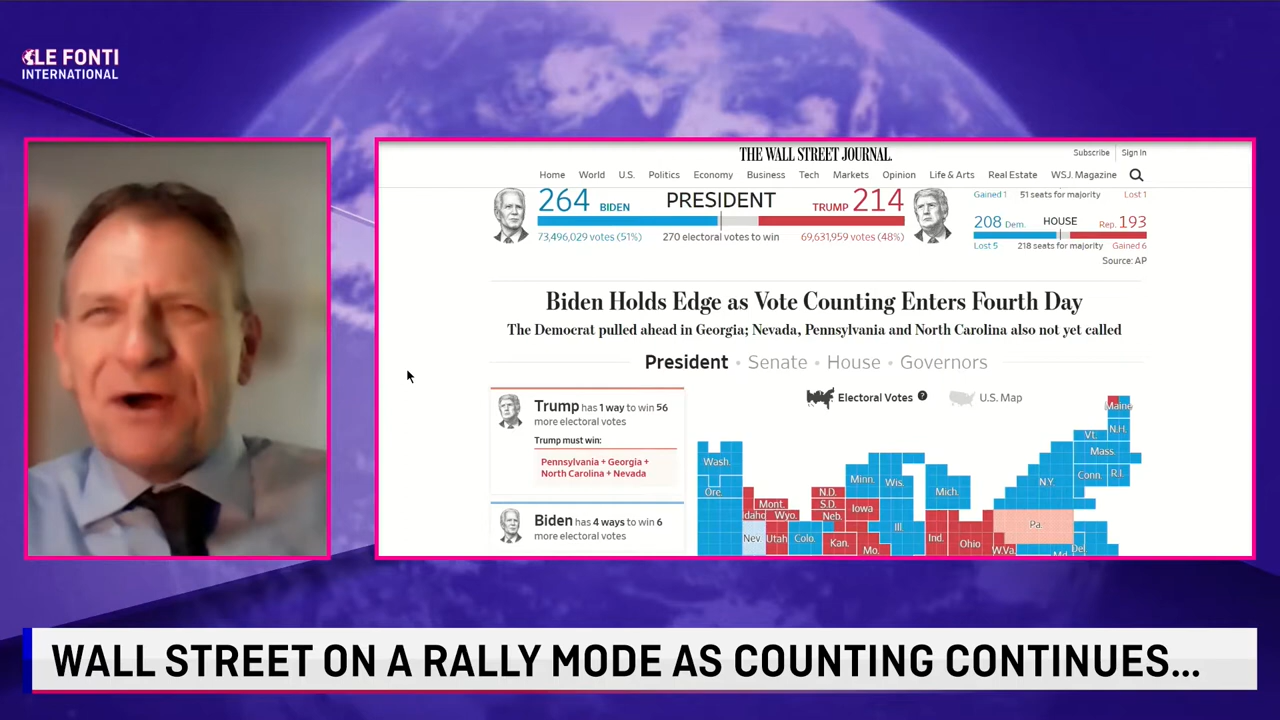 LE FONTI
INTERNATIONAL
THE WALL STREET JOURNAL.
Subscribe Sign In
Home World U.S. Politics Economy Business Tech Markets Opinion Life & Arts Real Estate WSJ. Magazine
264 BIDEN PRESIDENT TRUMP 214
73,496,029 votes (51%) 270 electoral votes to win 69,631,959 votes (48%)
Gained 1 51 seats for majority Lost 1
208 Dem. HOUSE Rep. 193
Lost 5 218 seats for majority Gained 6
Source: AP
Biden Holds Edge as Vote Counting Enters Fourth Day
The Democrat pulled ahead in Georgia; Nevada, Pennsylvania and North Carolina also not yet called
President • Senate • House • Governors
Trump has 1 way to win 56
more electoral votes
Trump must win:
Pennsylvania + Georgia +
North Carolina + Nevada
Biden has 4 ways to win 6
more electoral votes
Electoral Votes ? U.S. Map
Maine
Vt. N.H.
Wash. Minn. Wis. Mich. N.Y. Mass.
Conn. R.I.
Ore. Idaho Mont. Wyo. N.D. S.D. Neb. Iowa Ill. Pa.
Nev. Utah Colo. Kan. Mo. Ind. Ohio W.Va. Md. Del.
WALL STREET ON A RALLY MODE AS COUNTING CONTINUES...